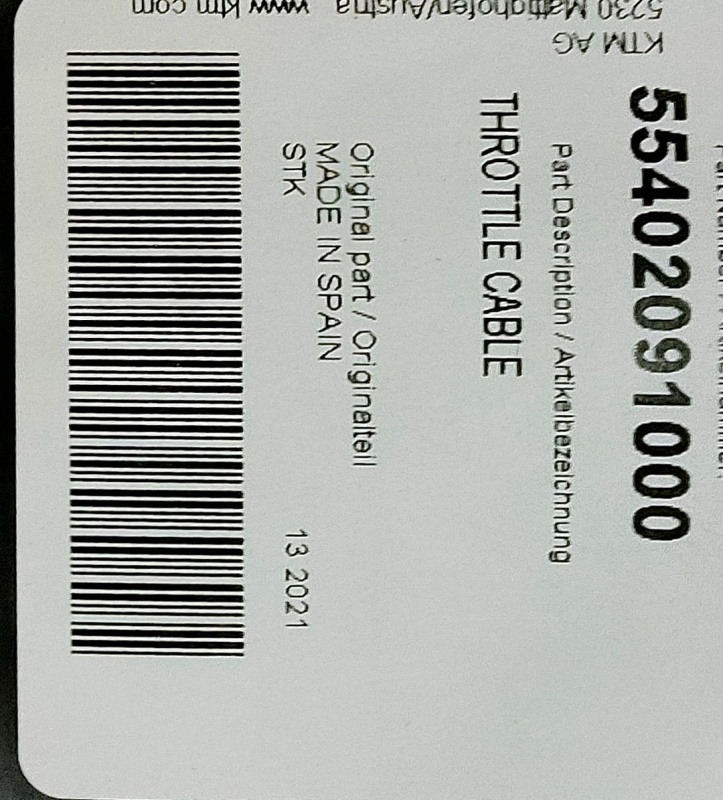 KTM AG
5230 Mattighofen/Austria www.ktm.com
55402091000
Part Description / Artikelbezeichnung
THROTTLE CABLE
Original part / Originalteil
MADE IN SPAIN
STK 13 2021